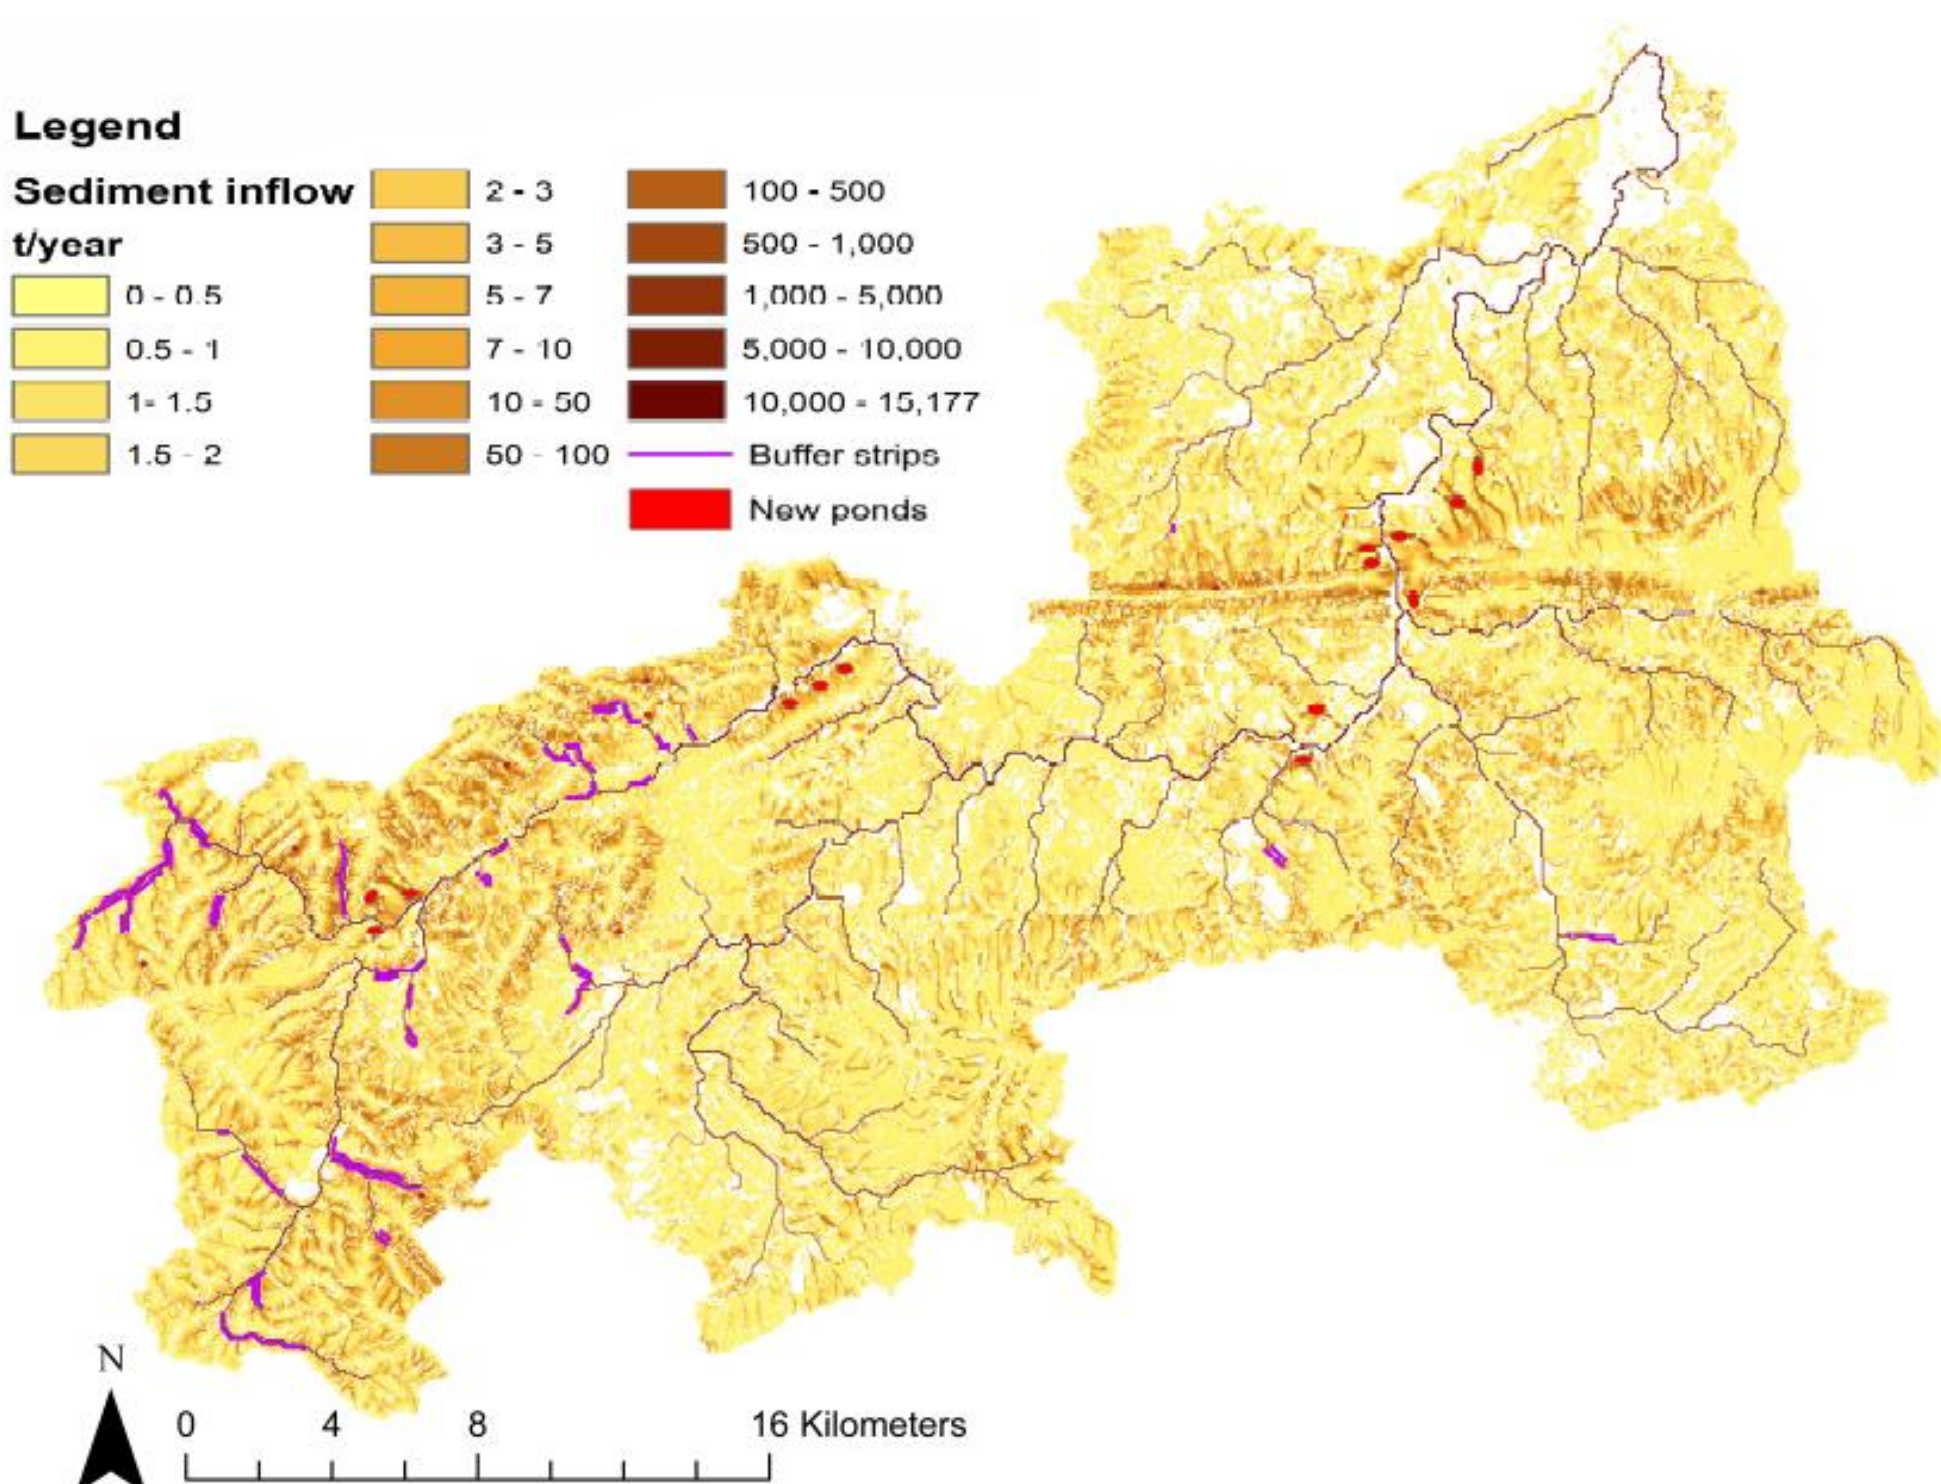 Legend
Sediment inflow
t/year
0 - 0.5
0.5 - 1
1- 1.5
1.5 - 2
2 - 3
3 - 5
5 - 7
7 - 10
10 - 50
50 - 100
100 - 500
500 - 1,000
1,000 - 5,000
5,000 - 10,000
10,000 - 15,177
Buffer strips
New ponds
N
0 4 8 16 Kilometers